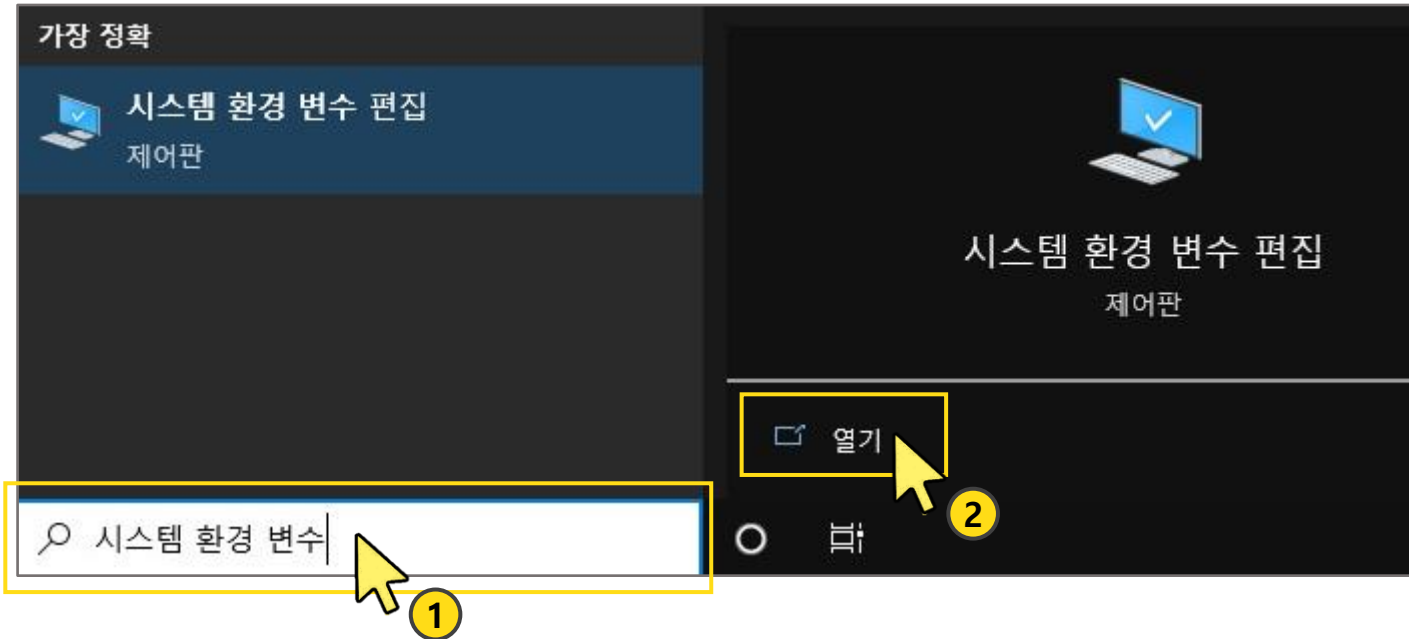 가장 정확
시스템 환경 변수 편집
제어판
시스템 환경 변수 편집
제어판
열기
2
시스템 환경 변수
1